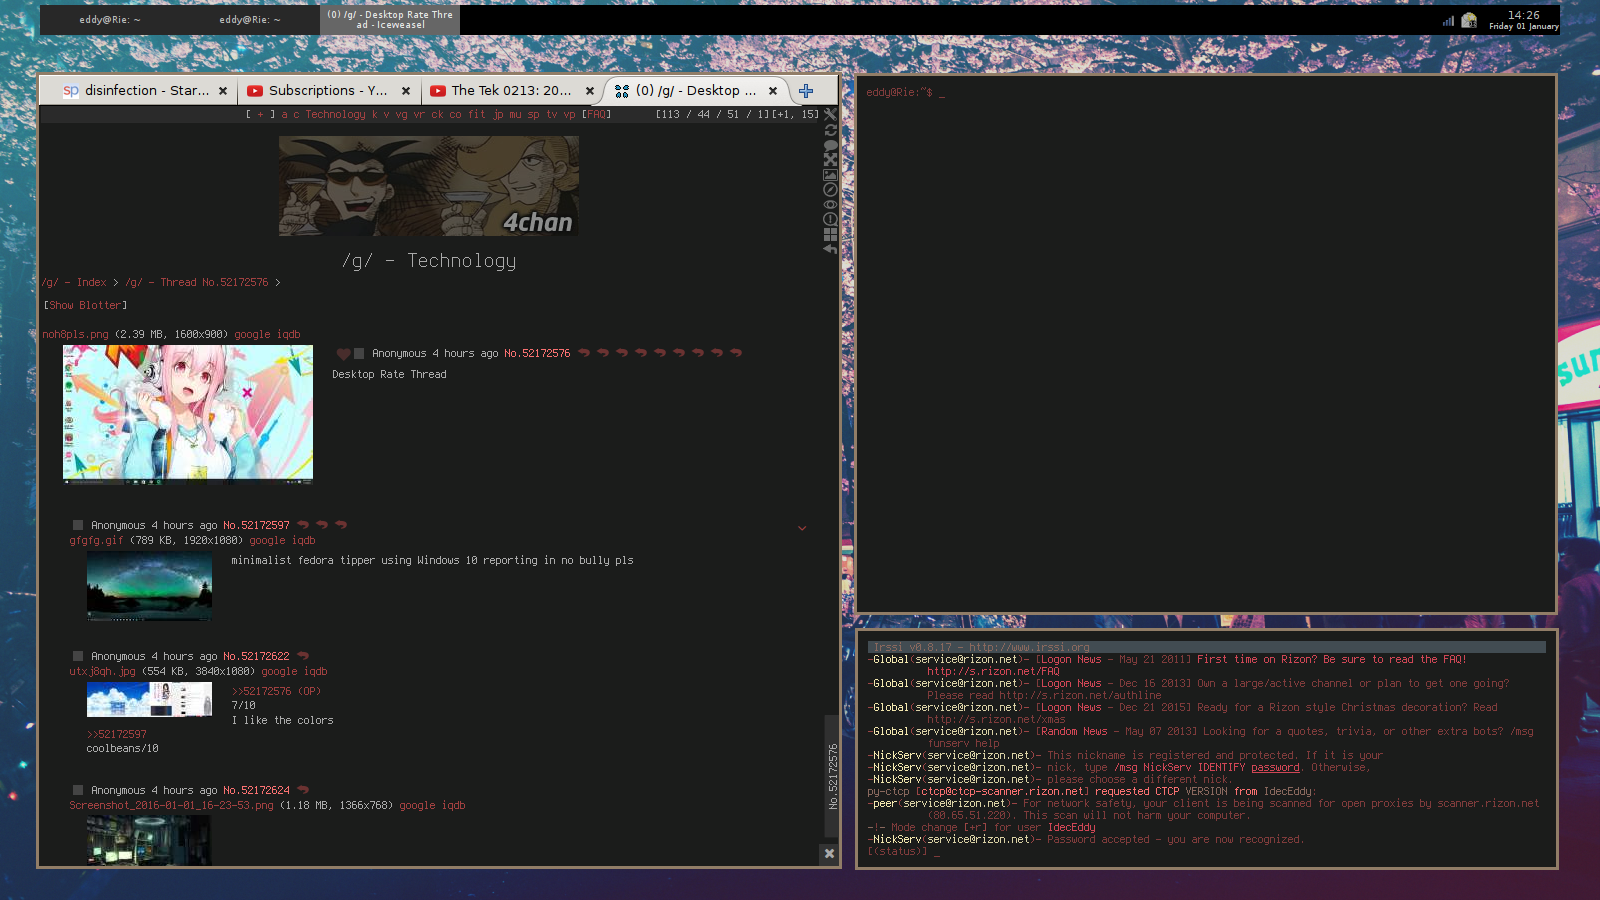 eddy@Rie: ~
eddy@Rie: ~
(0) /g/ - Desktop Rate Thre
ad - Iceweasel
14:26
Friday 01 January
sp disinfection - Star...
Subscriptions - Y...
The Tek 0213: 20...
(0) /g/ - Desktop ...
[ + ] a c Technology k v vg vr ck co fit jp mu sp tv vp [FAQ] [113 / 44 / 51 / 1][+1, 15]
4chan
/g/ - Technology
/g/ - Index > /g/ - Thread No.52172576 >
[Show Blotter]
noh8pls.png (2.39 MB, 1600x900) google iqdb
Anonymous 4 hours ago No.52172576
Desktop Rate Thread
Anonymous 4 hours ago No.52172597
gfgfg.gif (789 KB, 1920x1080) google iqdb
minimalist fedora tipper using Windows 10 reporting in no bully pls
Anonymous 4 hours ago No.52172622
utxj8qh.jpg (554 KB, 3840x1080) google iqdb
>>52172576 (OP)
7/10
I like the colors
>>52172597
coolbeans/10
Anonymous 4 hours ago No.52172624
Screenshot_2016-01-01_16-23-53.png (1.18 MB, 1366x768) google iqdb
No.52172576
eddy@Rie:~$ _
Irssi v0.8.17 - http://www.irssi.org
-Global(service@rizon.net)- [Logon News - May 21 2011] First time on Rizon? Be sure to read the FAQ!
http://s.rizon.net/FAQ
-Global(service@rizon.net)- [Logon News - Dec 16 2013] Own a large/active channel or plan to get one going?
Please read http://s.rizon.net/authline
-Global(service@rizon.net)- [Logon News - Dec 21 2015] Ready for a Rizon style Christmas decoration? Read
http://s.rizon.net/xmas
-Global(service@rizon.net)- [Random News - May 07 2013] Looking for a quotes, trivia, or other extra bots? /msg
funserv help
-NickServ(service@rizon.net)- This nickname is registered and protected. If it is your
-NickServ(service@rizon.net)- nick, type /msg NickServ IDENTIFY password. Otherwise,
-NickServ(service@rizon.net)- please choose a different nick.
py-ctcp [ctcp@ctcp-scanner.rizon.net] requested CTCP VERSION from IdecEddy:
-peer(service@rizon.net)- For network safety, your client is being scanned for open proxies by scanner.rizon.net
(80.65.51.220). This scan will not harm your computer.
-!- Mode change [+r] for user IdecEddy
-NickServ(service@rizon.net)- Password accepted - you are now recognized.
[(status)] _
sun